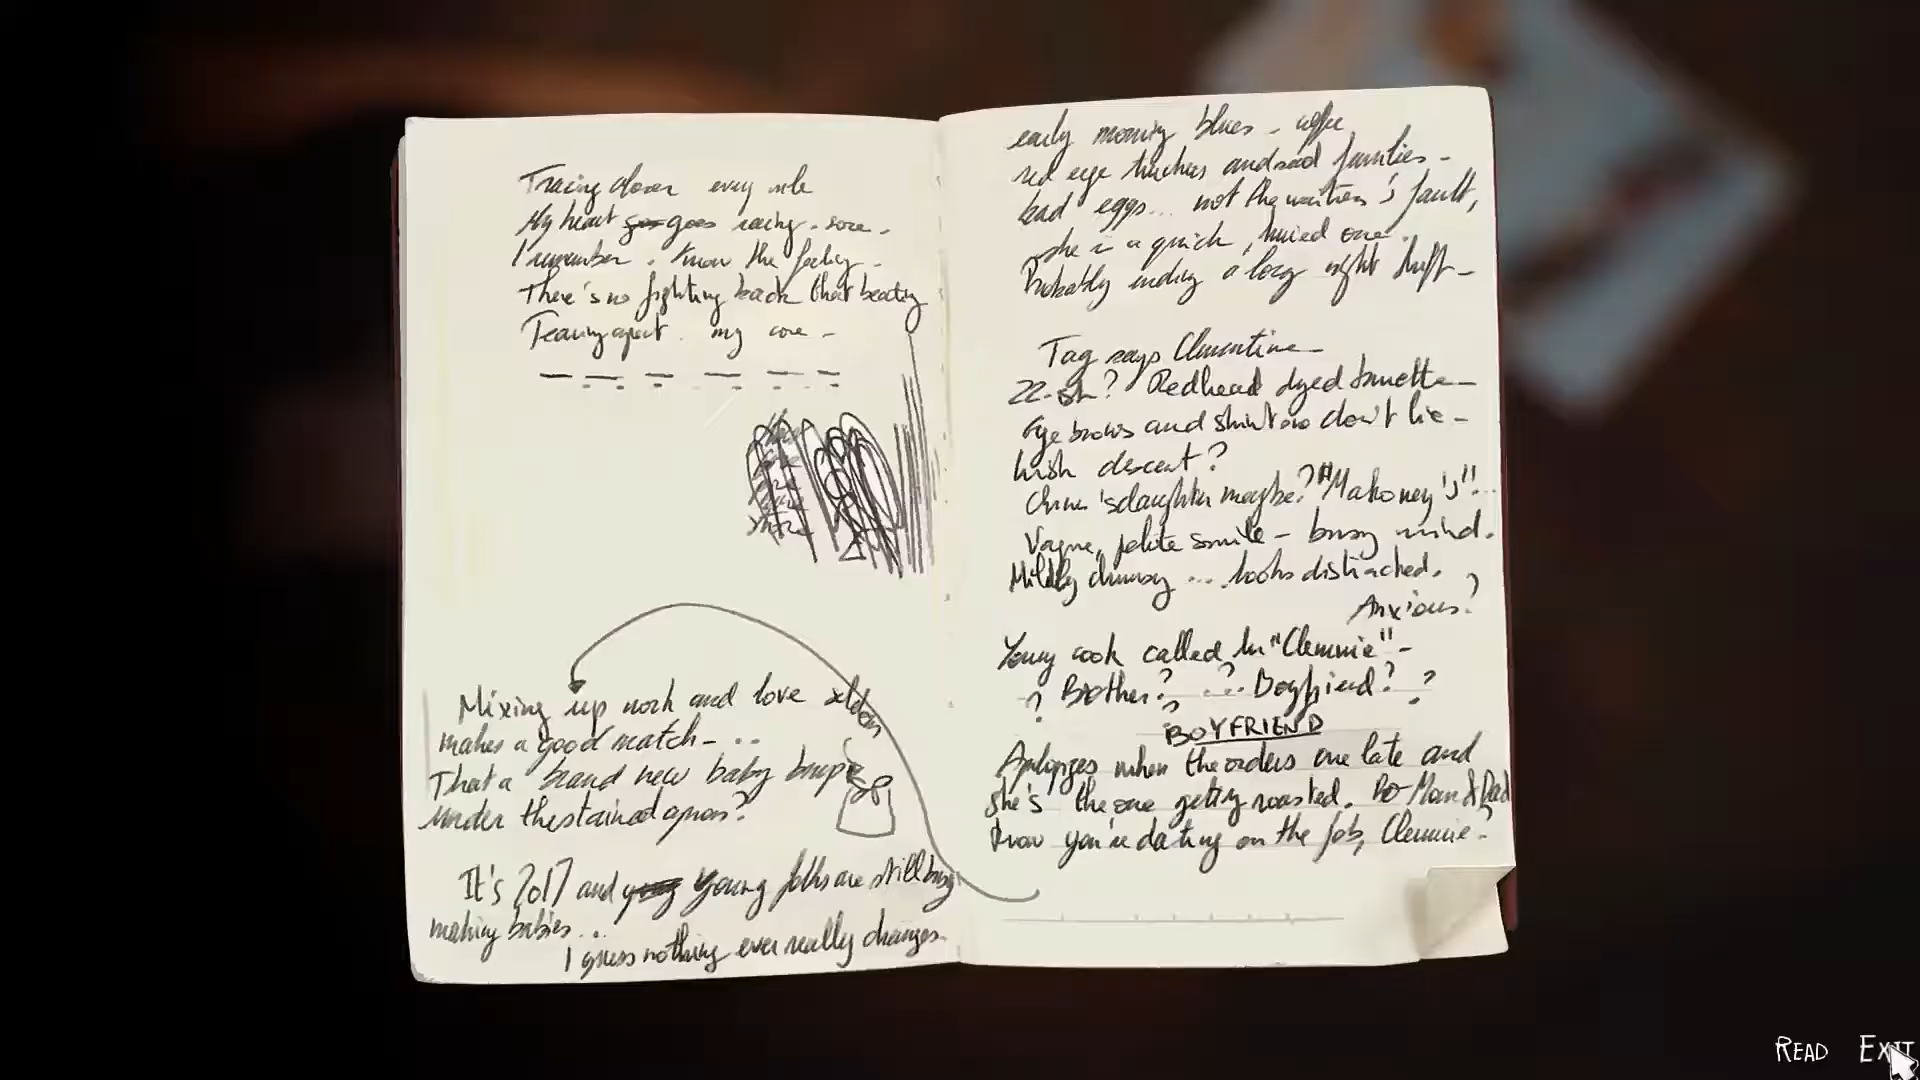 Tracing closer every mile
My heart goes goes racing. sore.
I remember. Know the feeling.
There's no fighting back that beating
Tearing apart. my core -
Mixing up work and love seldom
makes a good match - ...
That a brand new baby bump
under the stained apron?
It's 2017 and young young folks are still busy
making babies...
I guess nothing ever really changes.
early morning blues - coffee
red eye truckers and sad families -
bad eggs... not the waitress's fault,
she is a quick, one.
Probably ending a long night shift -
Tag says Clementine -
22-ish? Redhead dyed brunette -
Eye brows and skin tone don't lie -
Irish descent?
Owner's daughter maybe? "Mahoney's"...
Vague, polite smile - busy mind.
Mildly clumsy ... looks distracted.
Anxious?
Young cook called her "Clemmie" -
? Brother? ...?. Boyfriend? ?
BOYFRIEND
Apologizes when the orders are late and
she's the one getting roasted. Do Mom & Dad
know you're dating on the job, Clemmie?
READ EXIT